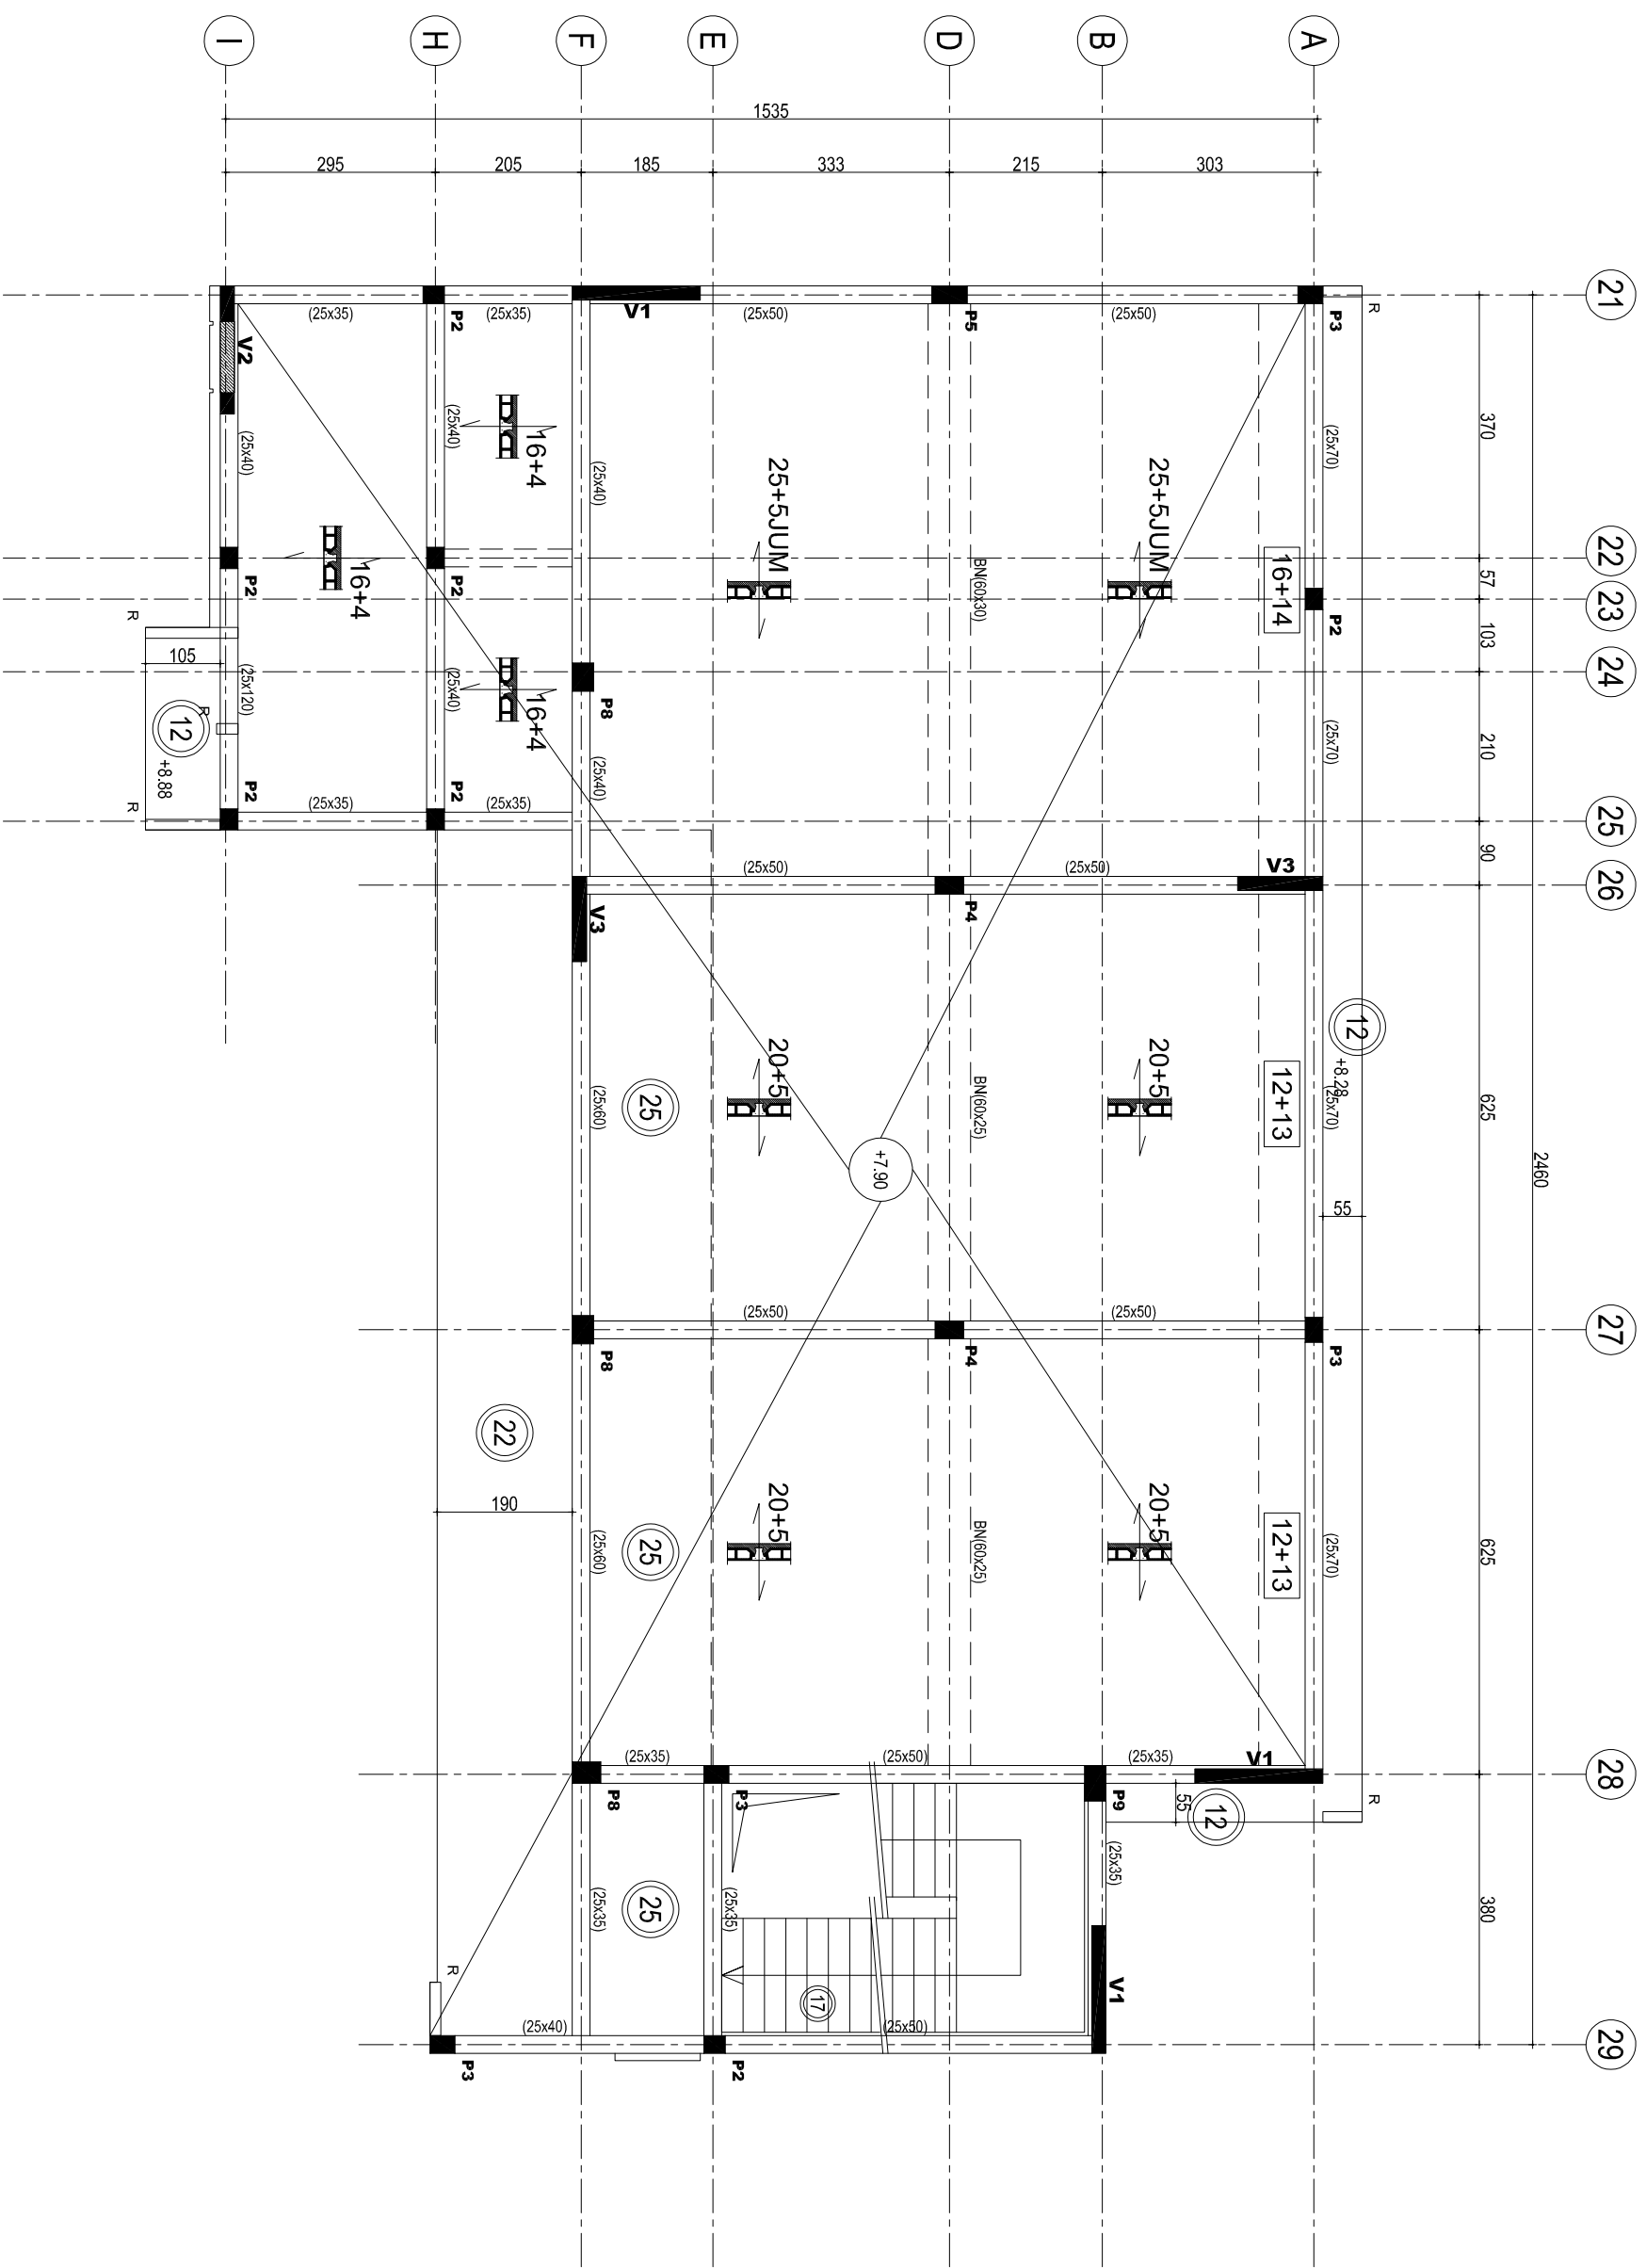 I
H
F
E
D
B
A
1535
295
205
185
333
215
303
21
22
23
24
25
26
27
28
29
2460
370
57
103
210
90
625
625
380
R
(25x35)
P2
(25x35)
V1
(25x50)
P5
(25x50)
P3
V2
(25x40)
(25x40)
16+4
(25x40)
25+5JUM
25+5JUM
(25x70)
16+4
BN(60x30)
16+14
P2
P2
P2
R
105
(25x120)
(25x40)
16+4
P8
(25x70)
R
12
+8.88
(25x40)
R
P2
(25x35)
P2
(25x35)
(25x50)
(25x50)
V3
V3
P4
12
+8.28
20+5
20+5
12+13
(25x70)
(25x60)
25
BN(60x25)
+7.90
55
(25x50)
(25x50)
P8
P4
P3
22
190
20+5
20+5
12+13
(25x70)
(25x60)
25
BN(60x25)
(25x35)
(25x50)
(25x35)
V1
P8
P3
P9
55
12
R
(25x35)
25
(25x35)
(25x35)
17
V1
R
(25x40)
(25x50)
P3
P2